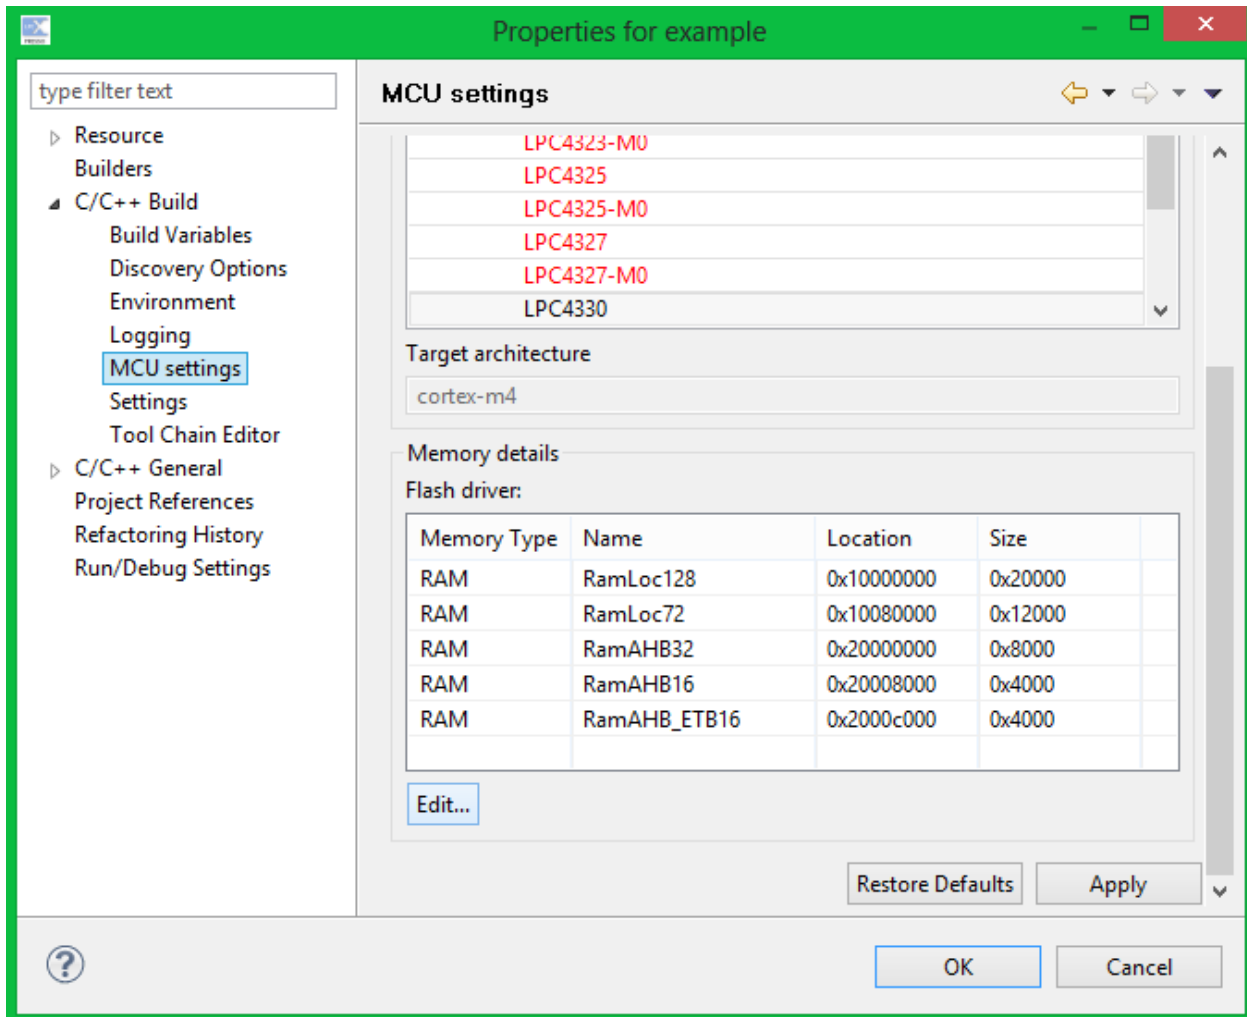 Properties for example
type filter text
Resource
Builders
C/C++ Build
Build Variables
Discovery Options
Environment
Logging
MCU settings
Settings
Tool Chain Editor
C/C++ General
Project References
Refactoring History
Run/Debug Settings
MCU settings
LPC4323-M0
LPC4325
LPC4325-M0
LPC4327
LPC4327-M0
LPC4330
Target architecture
cortex-m4
Memory details
Flash driver:
Memory Type Name Location Size
RAM RamLoc128 0x10000000 0x20000
RAM RamLoc72 0x10080000 0x12000
RAM RamAHB32 0x20000000 0x8000
RAM RamAHB16 0x20008000 0x4000
RAM RamAHB_ETB16 0x2000c000 0x4000
Edit...
Restore Defaults Apply
? OK Cancel